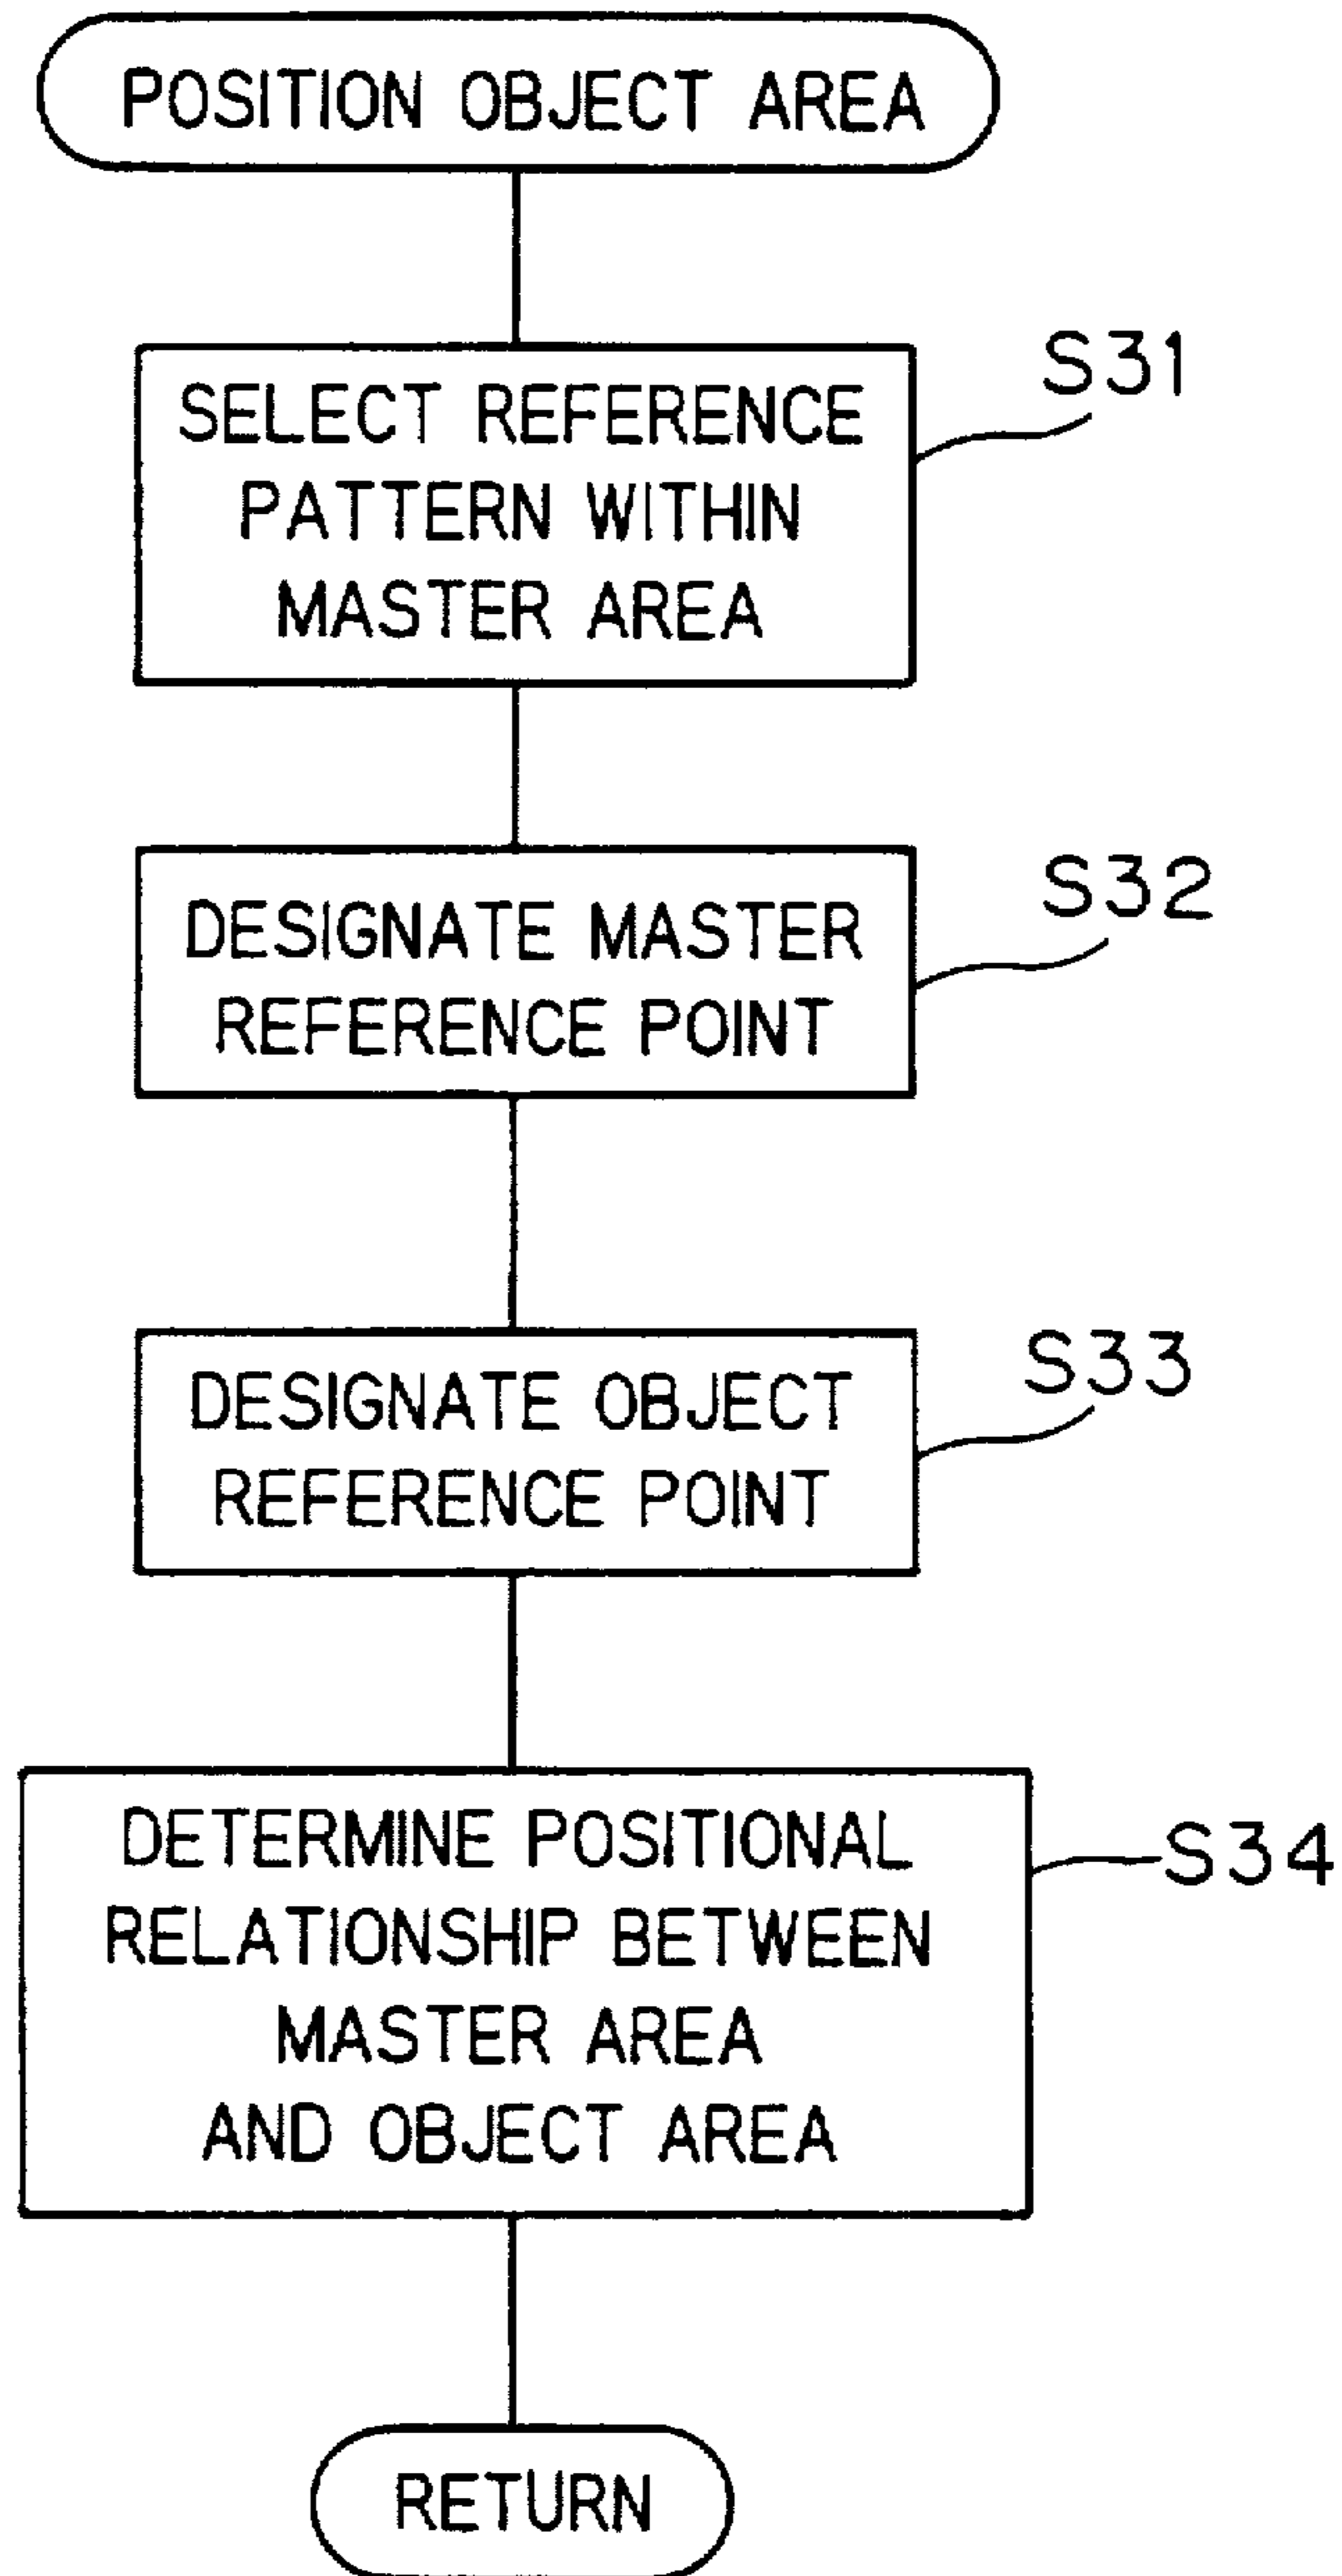 POSITION OBJECT AREA
S31
SELECT REFERENCE
PATTERN WITHIN
MASTER AREA
S32
DESIGNATE MASTER
REFERENCE POINT
S33
DESIGNATE OBJECT
REFERENCE POINT
S34
DETERMINE POSITIONAL
RELATIONSHIP BETWEEN
MASTER AREA
AND OBJECT AREA
RETURN